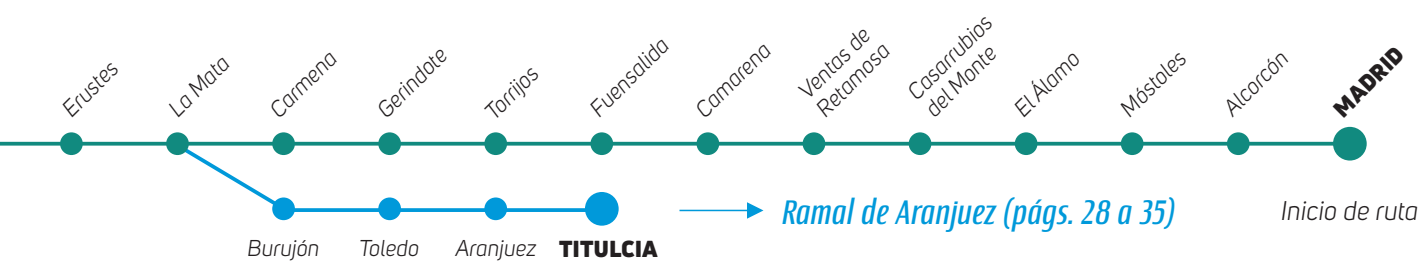 Erustes
La Mata
Carmena
Gerindote
Torrijos
Fuensalida
Camarena
Ventas de
Retamosa
Casarrubios
del Monte
El Álamo
Móstoles
Alcorcón
MADRID
Ramal de Aranjuez (págs. 28 a 35)
Inicio de ruta
Burujón
Toledo
Aranjuez
TITULCIA